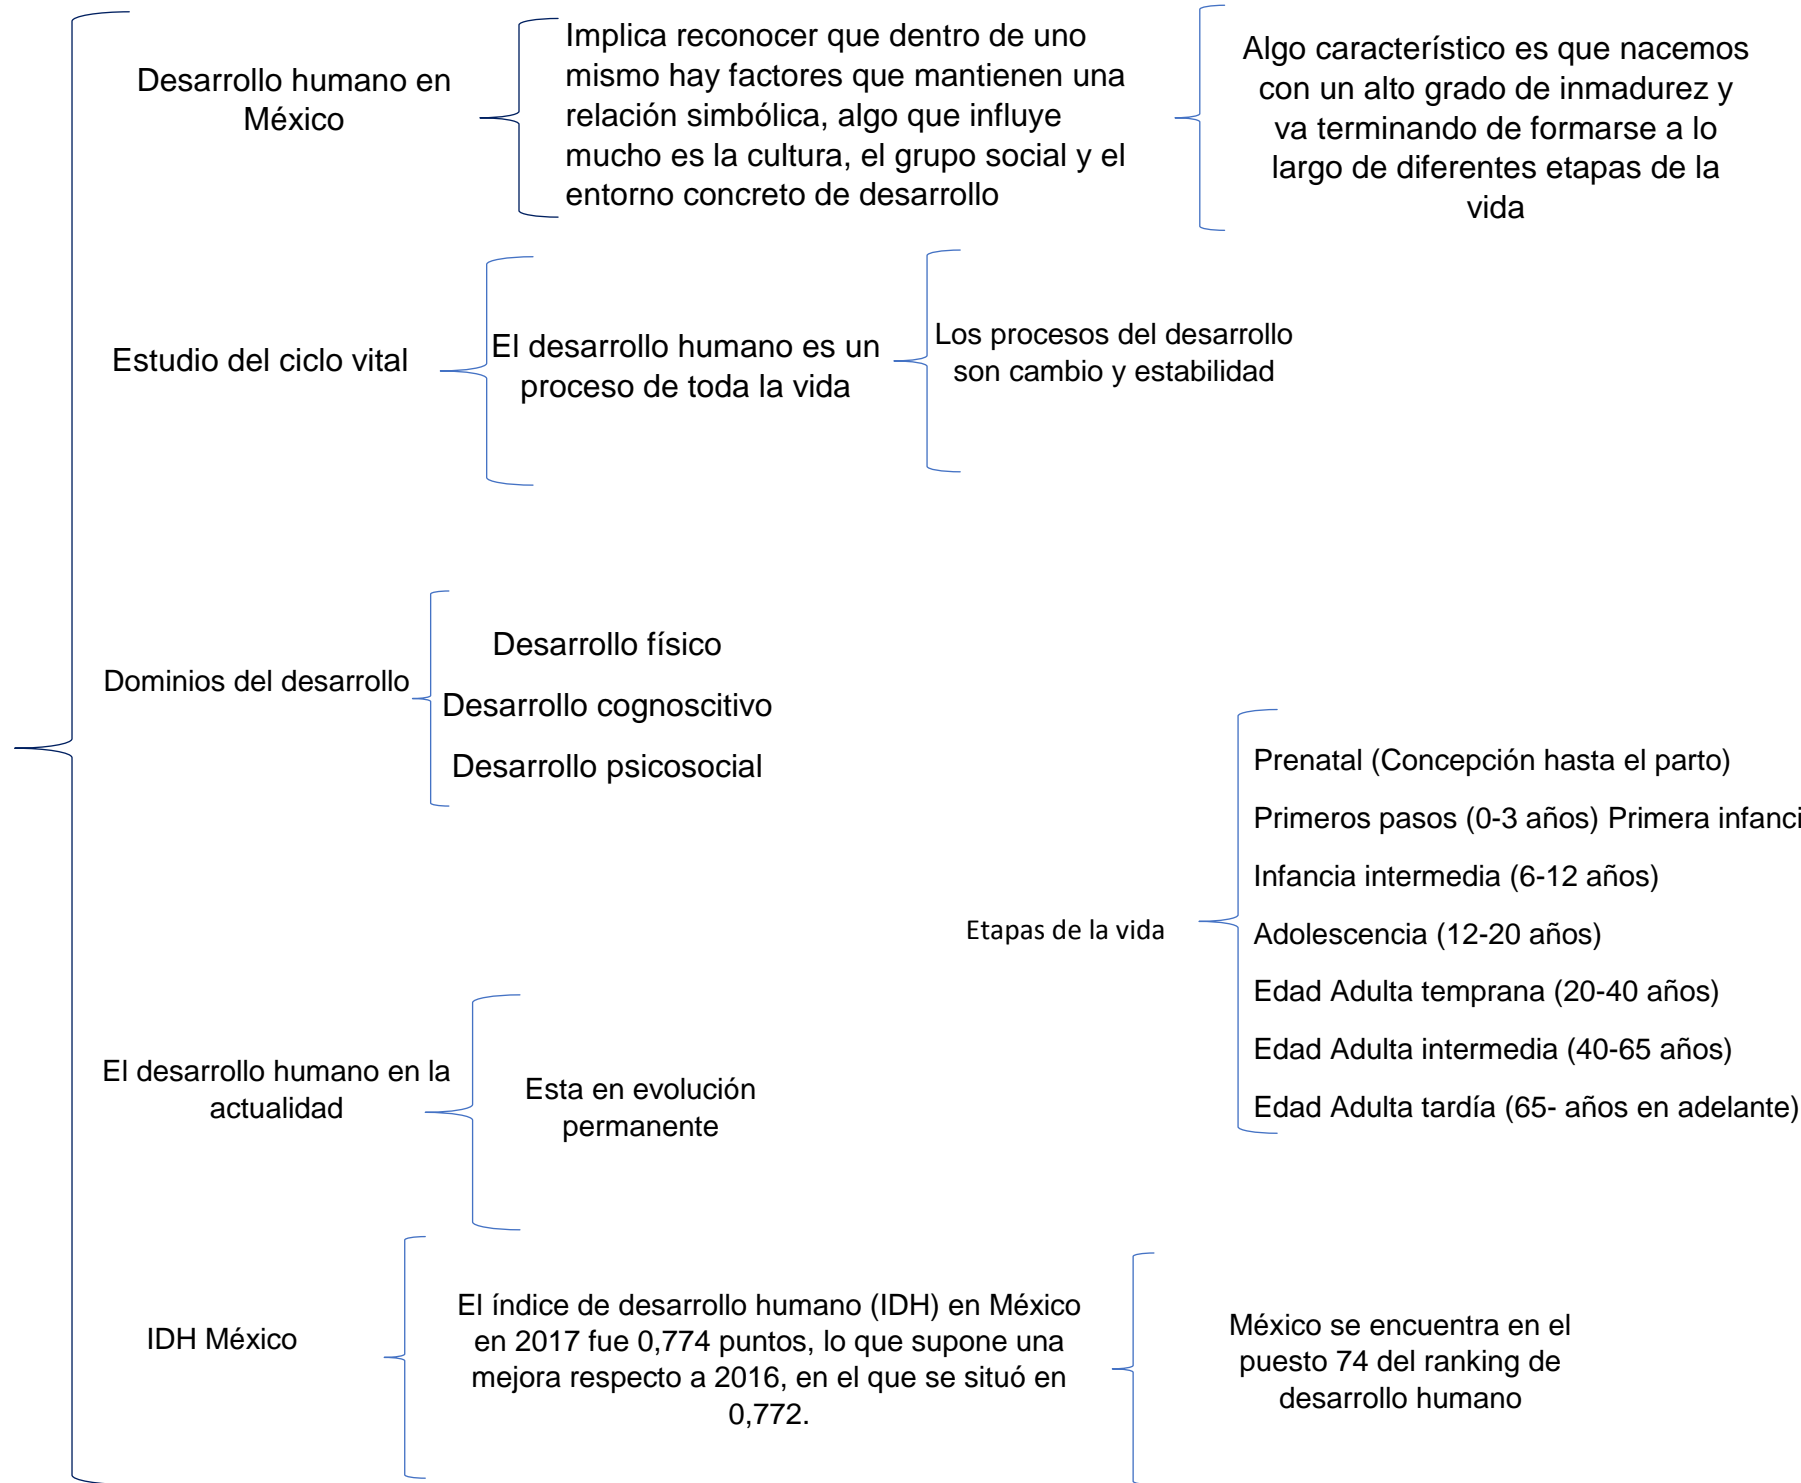 Desarrollo humano en
México
Implica reconocer que dentro de uno
mismo hay factores que mantienen una
relación simbólica, algo que influye
mucho es la cultura, el grupo social y el
entorno concreto de desarrollo
Algo característico es que nacemos
con un alto grado de inmadurez y
va terminando de formarse a lo
largo de diferentes etapas de la
vida
Estudio del ciclo vital
El desarrollo humano es un
proceso de toda la vida
Los procesos del desarrollo
son cambio y estabilidad
Dominios del desarrollo
Desarrollo físico
Desarrollo cognoscitivo
Desarrollo psicosocial
Etapas de la vida
Prenatal (Concepción hasta el parto)
Primeros pasos (0-3 años) Primera infanci
Infancia intermedia (6-12 años)
Adolescencia (12-20 años)
Edad Adulta temprana (20-40 años)
Edad Adulta intermedia (40-65 años)
Edad Adulta tardía (65- años en adelante)
El desarrollo humano en la
actualidad
Esta en evolución
permanente
IDH México
El índice de desarrollo humano (IDH) en México
en 2017 fue 0,774 puntos, lo que supone una
mejora respecto a 2016, en el que se situó en
0,772.
México se encuentra en el
puesto 74 del ranking de
desarrollo humano